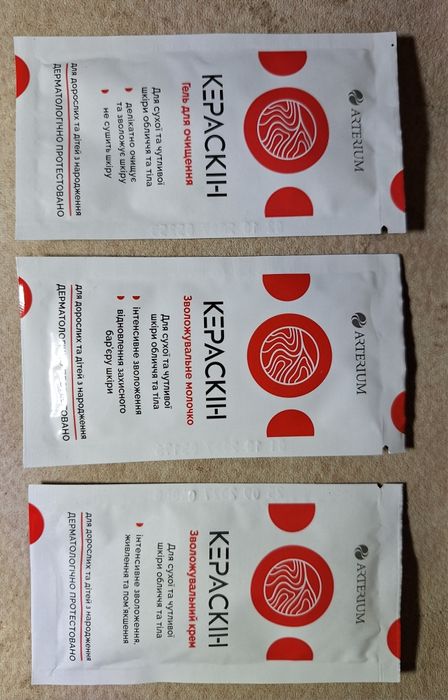 ARTERIUM
КЕРАСКІН
Гель для очищення
Для сухої та чутливої
шкіри обличчя та тіла
делікатно очищує
та зволожує шкіру
не сушить шкіру
для дорослих та дітей з народження
ДЕРМАТОЛОГІЧНО ПРОТЕСТОВАНО
ARTERIUM
КЕРАСКІН
Зволожувальне молочко
Для сухої та чутливої
шкіри обличчя та тіла
інтенсивне зволоження
відновлення захисного
бар'єру шкіри
для дорослих та дітей з народження
ДЕРМАТОЛОГІЧНО ПРОТЕСТОВАНО
ARTERIUM
КЕРАСКІН
Зволожувальний крем
Для сухої та чутливої
шкіри обличчя та тіла
інтенсивне зволоження,
живлення та пом'якшення
для дорослих та дітей з народження
ДЕРМАТОЛОГІЧНО ПРОТЕСТОВАНО